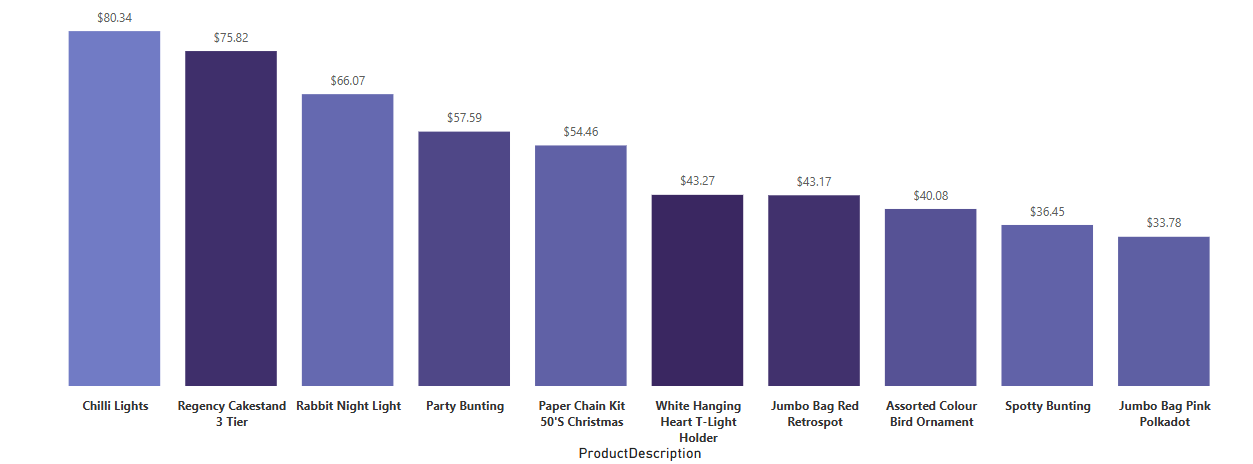 $80.34
$75.82
$66.07
$57.59
$54.46
$43.27
$43.17
$40.08
$36.45
$33.78
Chilli Lights
Regency Cakestand
3 Tier
Rabbit Night Light
Party Bunting
Paper Chain Kit
50'S Christmas
White Hanging
Heart T-Light
Holder
Jumbo Bag Red
Retrospot
Assorted Colour
Bird Ornament
Spotty Bunting
Jumbo Bag Pink
Polkadot
ProductDescription